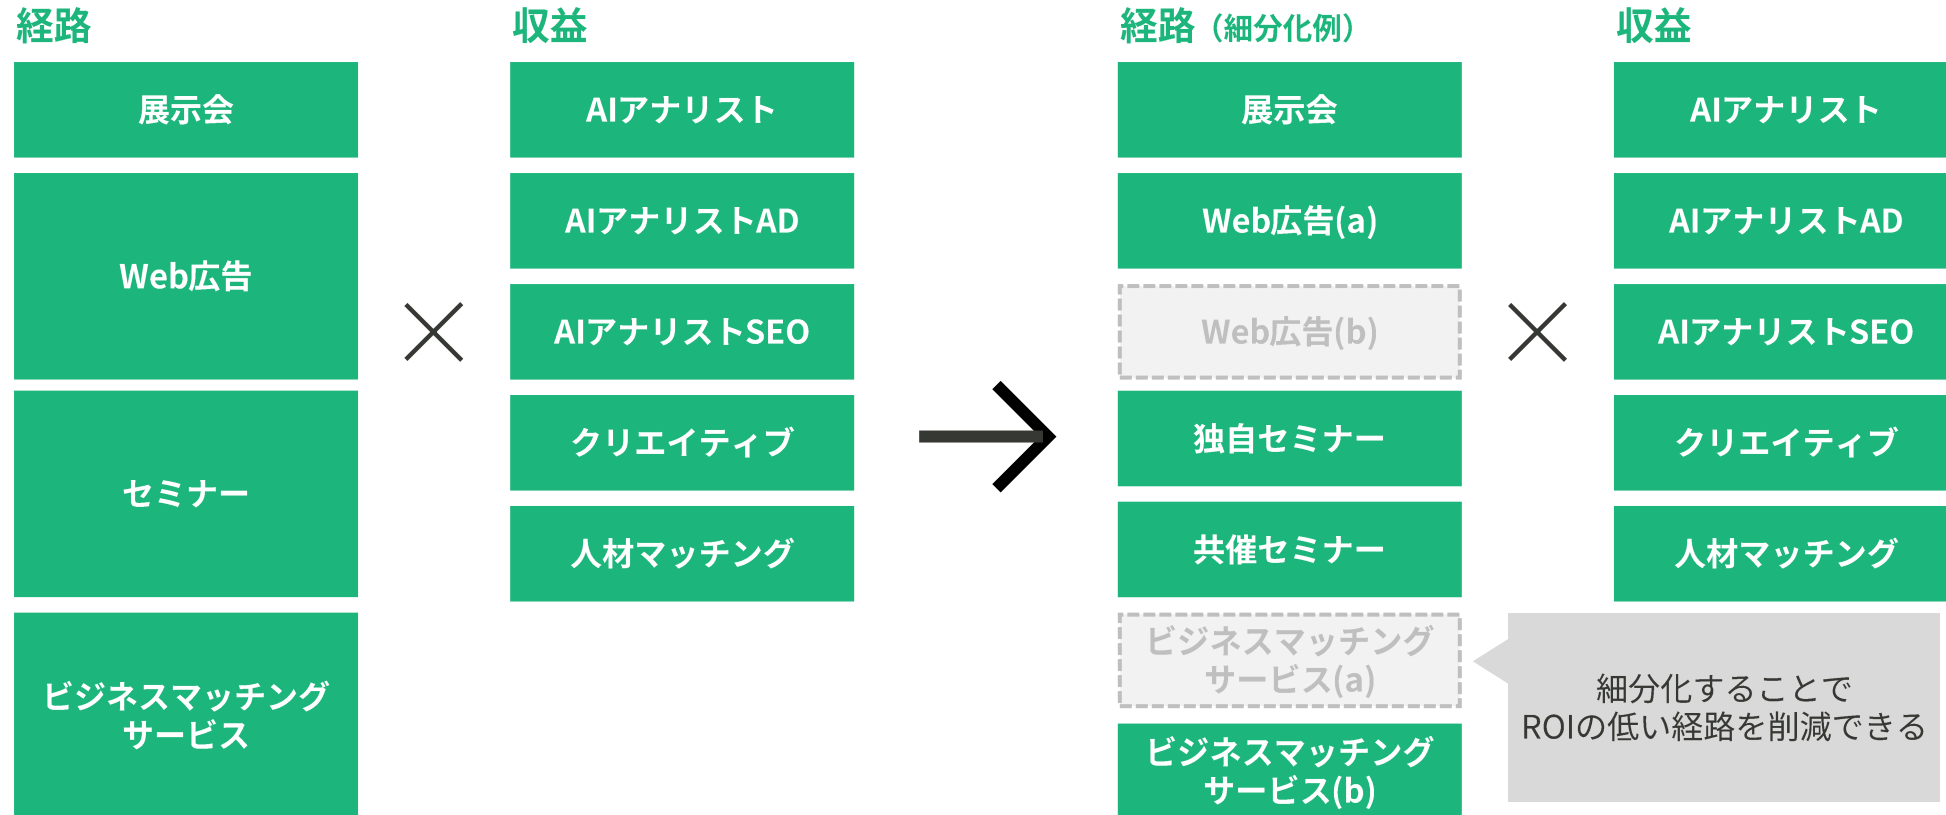 経路
展示会
Web広告
セミナー
ビジネスマッチング
サービス
収益
AIアナリスト
AIアナリストAD
AIアナリストSEO
クリエイティブ
人材マッチング
経路（細分化例）
展示会
Web広告(a)
Web広告(b)
独自セミナー
共催セミナー
ビジネスマッチング
サービス(a)
ビジネスマッチング
サービス(b)
収益
AIアナリスト
AIアナリストAD
AIアナリストSEO
クリエイティブ
人材マッチング
細分化することで
ROIの低い経路を削減できる